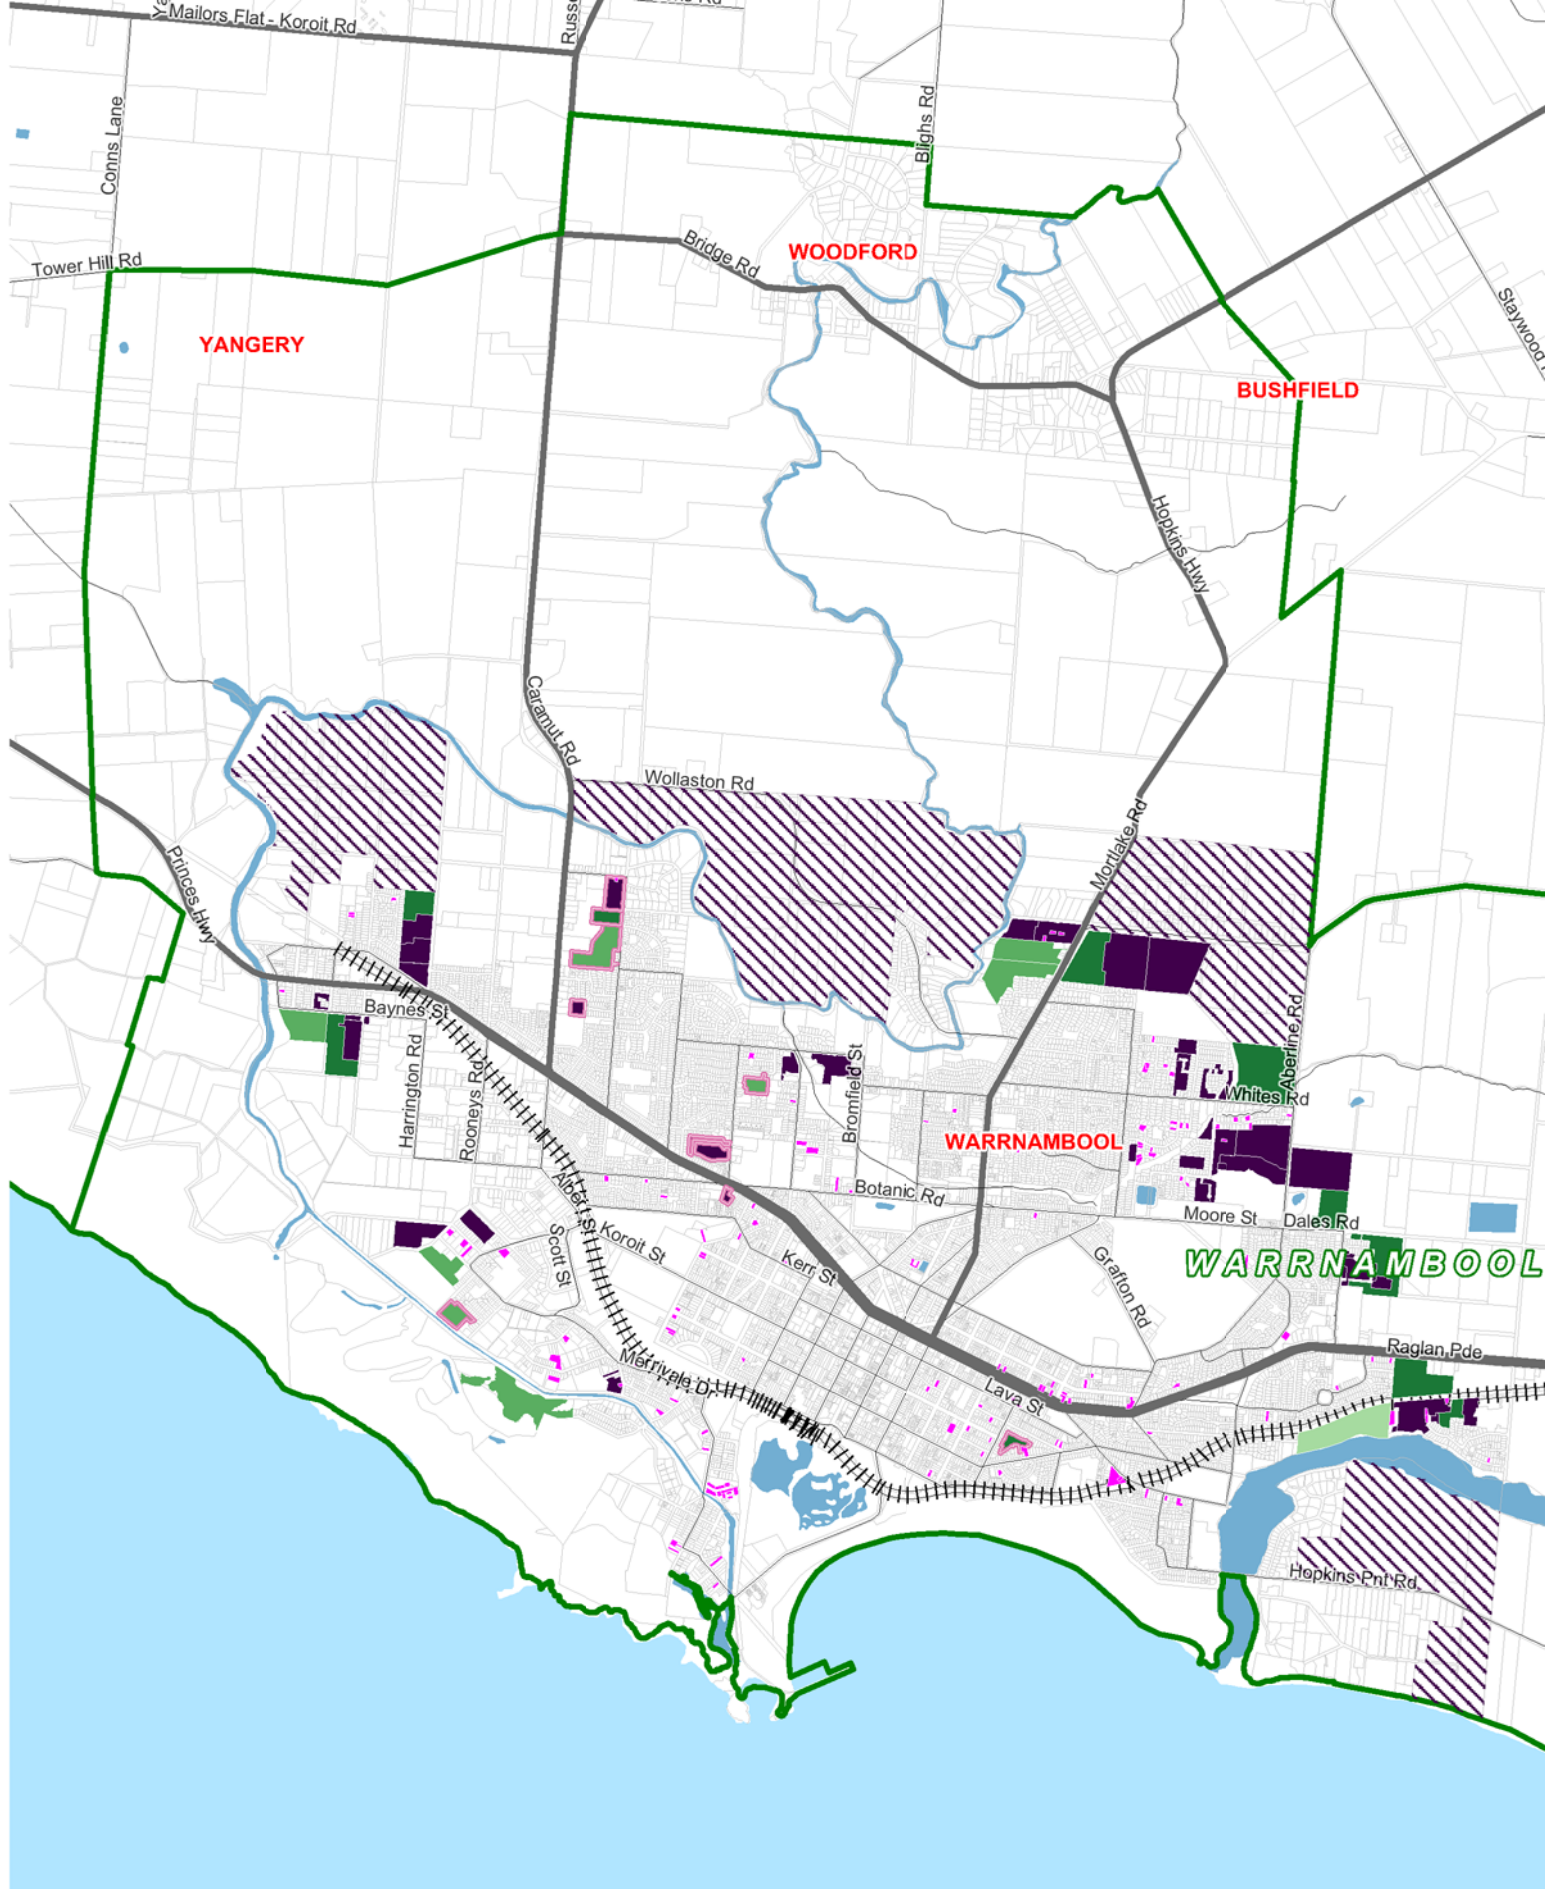 Mailors Flat - Koroit Rd
Russe
Conns Lane
Blighs Rd
Tower Hill Rd
Bridge Rd
WOODFORD
YANGERY
BUSHFIELD
Staywood
Hopkins Hwy
Caramut Rd
Wollaston Rd
Mortlake Rd
Princes Hwy
Baynes St
Harrington Rd
Rooneys Rd
Bromfield St
Aberline Rd
Whites Rd
WARRNAMBOOL
Botanic Rd
Moore St
Dales Rd
Albert St
Scott St
Koroit St
Kerr St
Grafton Rd
WARRNAMBOOL
Raglan Pde
Merrivale Dr
Lava St
Hopkins Pnt Rd